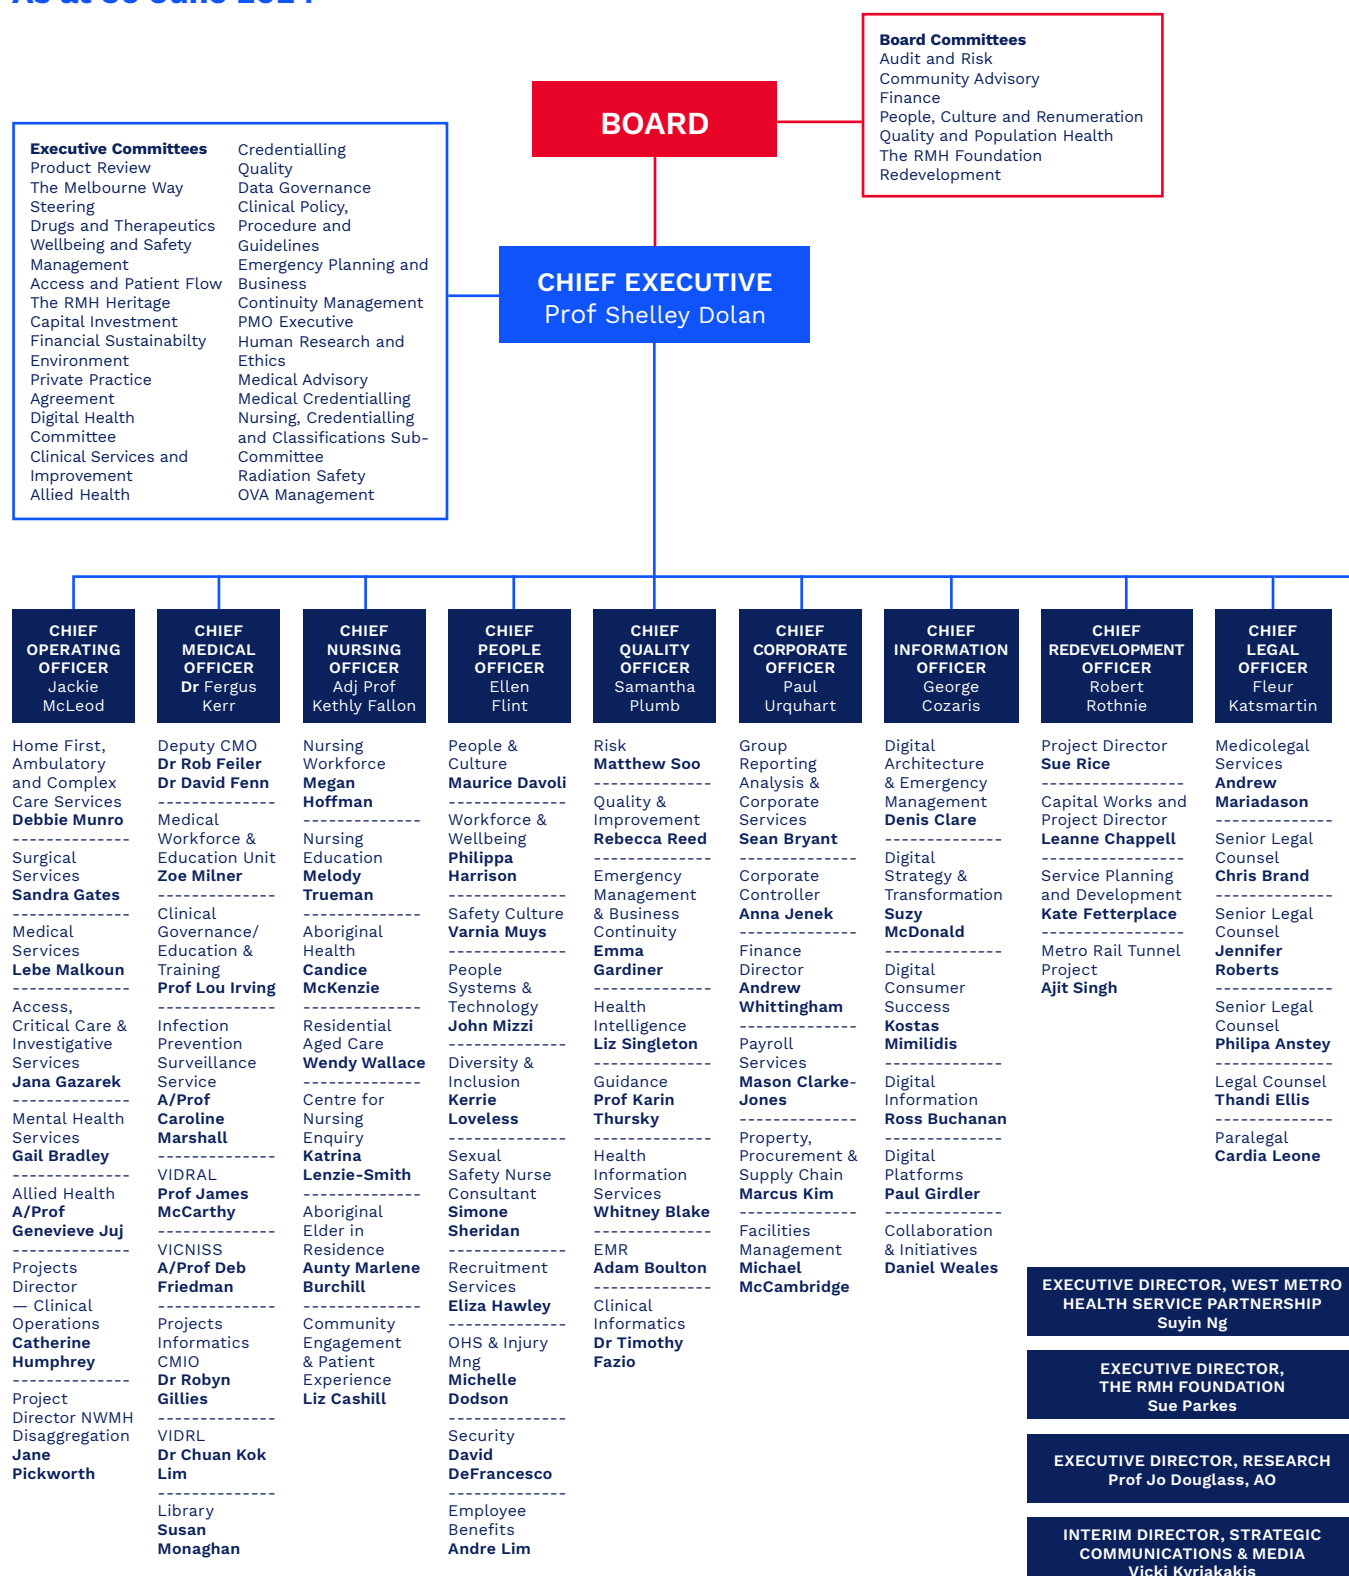 As at 30 June 2024
Board Committees
Audit and Risk
Community Advisory
Finance
People, Culture and Renumeration
Quality and Population Health
The RMH Foundation
Redevelopment
BOARD
Executive Committees
Product Review
The Melbourne Way
Steering
Drugs and Therapeutics
Wellbeing and Safety
Management
Access and Patient Flow
The RMH Heritage
Capital Investment
Financial Sustainabilty
Environment
Private Practice
Agreement
Digital Health
Committee
Clinical Services and
Improvement
Allied Health
Credentialling
Quality
Data Governance
Clinical Policy,
Procedure and
Guidelines
Emergency Planning and
Business
Continuity Management
PMO Executive
Human Research and
Ethics
Medical Advisory
Medical Credentialling
Nursing, Credentialling
and Classifications Sub-
Committee
Radiation Safety
OVA Management
CHIEF EXECUTIVE
Prof Shelley Dolan
CHIEF
OPERATING
OFFICER
Jackie
McLeod
Home First,
Ambulatory
and Complex
Care Services
Debbie Munro
--------------
Surgical
Services
Sandra Gates
--------------
Medical
Services
Lebe Malkoun
--------------
Access,
Critical Care &
Investigative
Services
Jana Gazarek
--------------
Mental Health
Services
Gail Bradley
--------------
Allied Health
A/Prof
Genevieve Juj
--------------
Projects
Director
— Clinical
Operations
Catherine
Humphrey
--------------
Project
Director NWMH
Disaggregation
Jane
Pickworth
CHIEF
MEDICAL
OFFICER
Dr Fergus
Kerr
Deputy CMO
Dr Rob Feiler
Dr David Fenn
--------------
Medical
Workforce &
Education Unit
Zoe Milner
--------------
Clinical
Governance/
Education &
Training
Prof Lou Irving
--------------
Infection
Prevention
Surveillance
Service
A/Prof
Caroline
Marshall
--------------
VIDRAL
Prof James
McCarthy
--------------
VICNISS
A/Prof Deb
Friedman
--------------
Projects
Informatics
CMIO
Dr Robyn
Gillies
--------------
VIDRL
Dr Chuan Kok
Lim
--------------
Library
Susan
Monaghan
CHIEF
NURSING
OFFICER
Adj Prof
Kethly Fallon
Nursing
Workforce
Megan
Hoffman
--------------
Nursing
Education
Melody
Trueman
--------------
Aboriginal
Health
Candice
McKenzie
--------------
Residential
Aged Care
Wendy Wallace
--------------
Centre for
Nursing
Enquiry
Katrina
Lenzie-Smith
--------------
Aboriginal
Elder in
Residence
Aunty Marlene
Burchill
--------------
Community
Engagement
& Patient
Experience
Liz Cashill
CHIEF
PEOPLE
OFFICER
Ellen
Flint
People &
Culture
Maurice Davoli
--------------
Workforce &
Wellbeing
Philippa
Harrison
--------------
Safety Culture
Varnia Muys
--------------
People
Systems &
Technology
John Mizzi
--------------
Diversity &
Inclusion
Kerrie
Loveless
--------------
Sexual
Safety Nurse
Consultant
Simone
Sheridan
--------------
Recruitment
Services
Eliza Hawley
--------------
OHS & Injury
Mng
Michelle
Dodson
--------------
Security
David
DeFrancesco
--------------
Employee
Benefits
Andre Lim
CHIEF
QUALITY
OFFICER
Samantha
Plumb
Risk
Matthew Soo
--------------
Quality &
Improvement
Rebecca Reed
--------------
Emergency
Management
& Business
Continuity
Emma
Gardiner
--------------
Health
Intelligence
Liz Singleton
--------------
Guidance
Prof Karin
Thursky
--------------
Health
Information
Services
Whitney Blake
--------------
EMR
Adam Boulton
--------------
Clinical
Informatics
Dr Timothy
Fazio
CHIEF
CORPORATE
OFFICER
Paul
Urquhart
Group
Reporting
Analysis &
Corporate
Services
Sean Bryant
--------------
Corporate
Controller
Anna Jenek
--------------
Finance
Director
Andrew
Whittingham
--------------
Payroll
Services
Mason Clarke-
Jones
--------------
Property,
Procurement &
Supply Chain
Marcus Kim
--------------
Facilities
Management
Michael
McCambridge
CHIEF
INFORMATION
OFFICER
George
Cozaris
Digital
Architecture
& Emergency
Management
Denis Clare
--------------
Digital
Strategy &
Transformation
Suzy
McDonald
--------------
Digital
Consumer
Success
Kostas
Mimilidis
--------------
Digital
Information
Ross Buchanan
--------------
Digital
Platforms
Paul Girdler
--------------
Collaboration
& Initiatives
Daniel Weales
CHIEF
REDEVELOPMENT
OFFICER
Robert
Rothnie
Project Director
Sue Rice
-----------------
Capital Works and
Project Director
Leanne Chappell
-----------------
Service Planning
and Development
Kate Fetterplace
-----------------
Metro Rail Tunnel
Project
Ajit Singh
CHIEF
LEGAL
OFFICER
Fleur
Katsmartin
Medicolegal
Services
Andrew
Mariadason
--------------
Senior Legal
Counsel
Chris Brand
--------------
Senior Legal
Counsel
Jennifer
Roberts
--------------
Senior Legal
Counsel
Philipa Anstey
--------------
Legal Counsel
Thandi Ellis
--------------
Paralegal
Cardia Leone
EXECUTIVE DIRECTOR, WEST METRO
HEALTH SERVICE PARTNERSHIP
Suyin Ng
EXECUTIVE DIRECTOR,
THE RMH FOUNDATION
Sue Parkes
EXECUTIVE DIRECTOR, RESEARCH
Prof Jo Douglass, AO
INTERIM DIRECTOR, STRATEGIC
COMMUNICATIONS & MEDIA
Vicki Kyriakakis